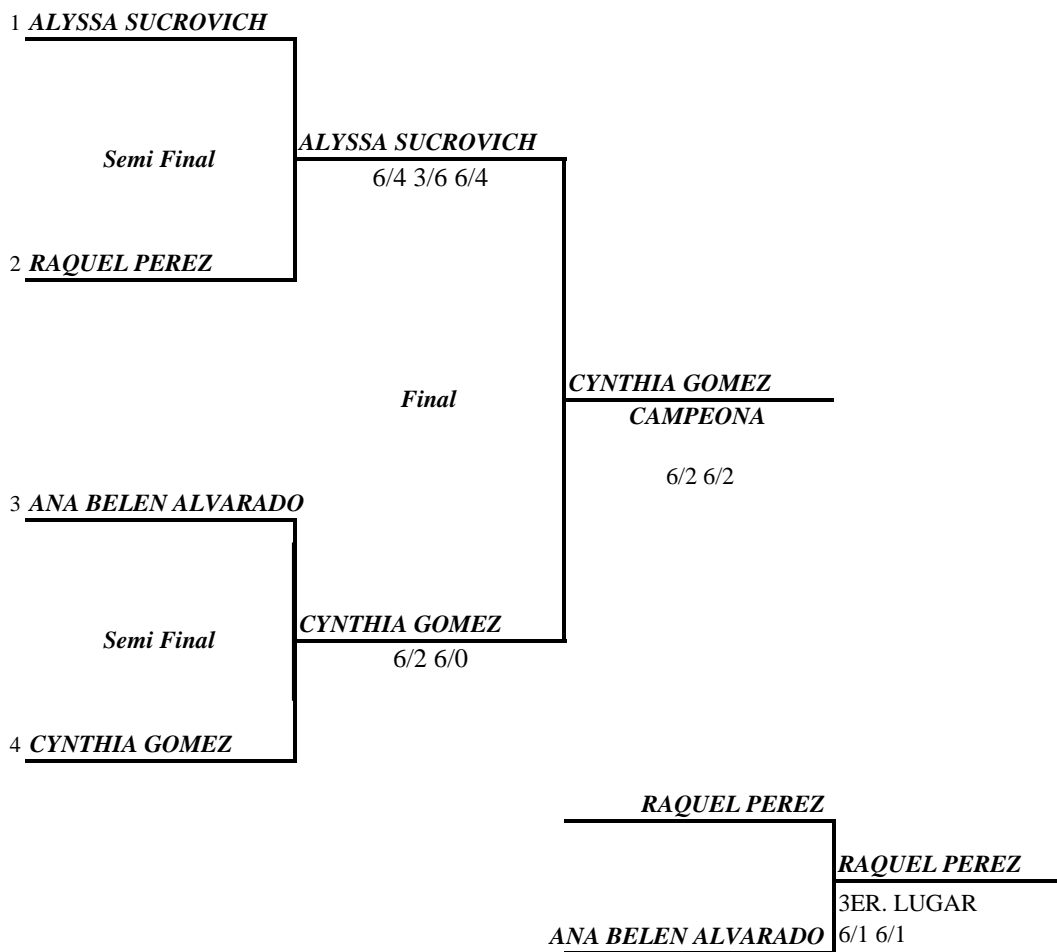 1 ALYSSA SUCROVICH
Semi Final
ALYSSA SUCROVICH
6/4 3/6 6/4
2 RAQUEL PEREZ
Final
CYNTHIA GOMEZ
CAMPEONA
6/2 6/2
3 ANA BELEN ALVARADO
Semi Final
CYNTHIA GOMEZ
6/2 6/0
4 CYNTHIA GOMEZ
RAQUEL PEREZ
RAQUEL PEREZ
3ER. LUGAR
ANA BELEN ALVARADO
6/1 6/1